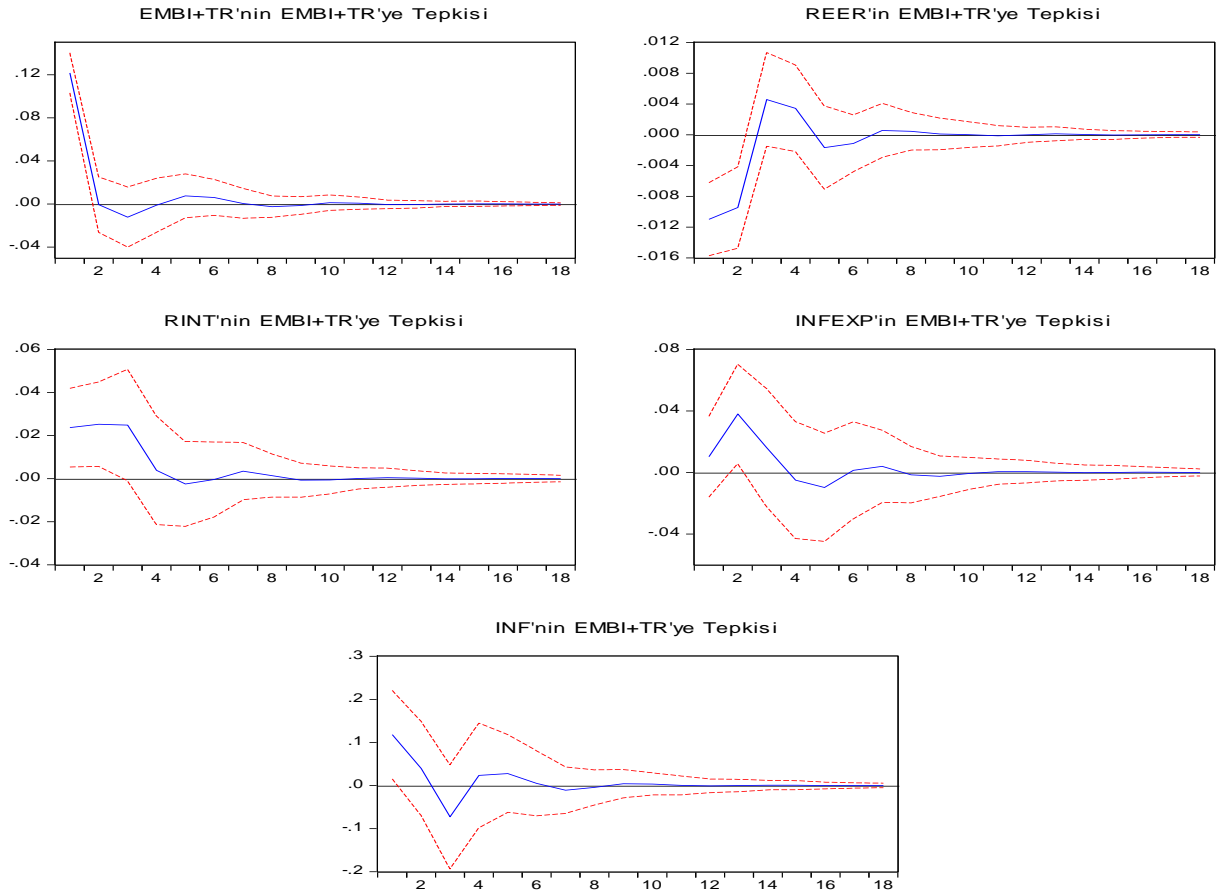 EMBI+TR'nin EMBI+TR'ye Tepkisi
.12
.08
.04
.00
-.04
2 4 6 8 10 12 14 16 18
REER'in EMBI+TR'ye Tepkisi
.012
.008
.004
.000
-.004
-.008
-.012
-.016
2 4 6 8 10 12 14 16 18
RINT'nin EMBI+TR'ye Tepkisi
.06
.04
.02
.00
-.02
-.04
2 4 6 8 10 12 14 16 18
INFEXP'in EMBI+TR'ye Tepkisi
.08
.04
.00
-.04
2 4 6 8 10 12 14 16 18
INF'nin EMBI+TR'ye Tepkisi
.3
.2
.1
.0
-.1
-.2
2 4 6 8 10 12 14 16 18